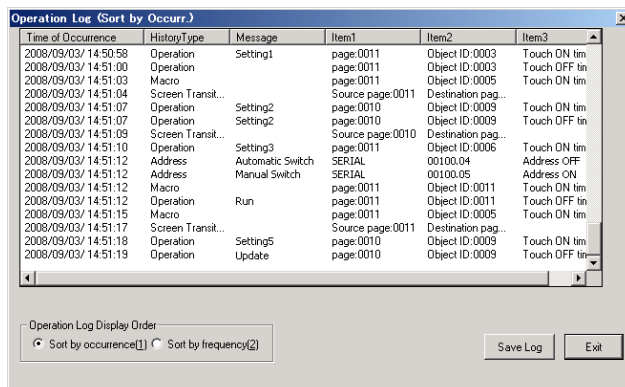 Operation Log (Sort by Occurr.)
Time of Occurrence HistoryType Message Item1 Item2 Item3
2008/09/03/ 14:50:58 Operation Setting1 page:0011 Object ID:0003 Touch ON tim
2008/09/03/ 14:51:00 Operation page:0011 Object ID:0003 Touch OFF tin
2008/09/03/ 14:51:03 Macro page:0011 Object ID:0005 Touch ON tim
2008/09/03/ 14:51:04 Screen Transit... Source page:0011 Destination pag...
2008/09/03/ 14:51:07 Operation Setting2 page:0010 Object ID:0009 Touch ON tim
2008/09/03/ 14:51:07 Operation Setting2 page:0010 Object ID:0009 Touch OFF tin
2008/09/03/ 14:51:09 Screen Transit... Source page:0010 Destination pag...
2008/09/03/ 14:51:10 Operation Setting3 page:0011 Object ID:0006 Touch ON tim
2008/09/03/ 14:51:12 Address Automatic Switch SERIAL 00100.04 Address OFF
2008/09/03/ 14:51:12 Address Manual Switch SERIAL 00100.05 Address ON
2008/09/03/ 14:51:12 Macro page:0011 Object ID:0011 Touch ON tim
2008/09/03/ 14:51:12 Operation Run page:0011 Object ID:0011 Touch OFF tin
2008/09/03/ 14:51:15 Macro page:0011 Object ID:0005 Touch ON tim
2008/09/03/ 14:51:17 Screen Transit... Source page:0011 Destination pag...
2008/09/03/ 14:51:18 Operation Setting5 page:0010 Object ID:0009 Touch ON tim
2008/09/03/ 14:51:19 Operation Update page:0010 Object ID:0009 Touch OFF tin
Operation Log Display Order
Sort by occurrence(1) Sort by frequency(2)
Save Log Exit